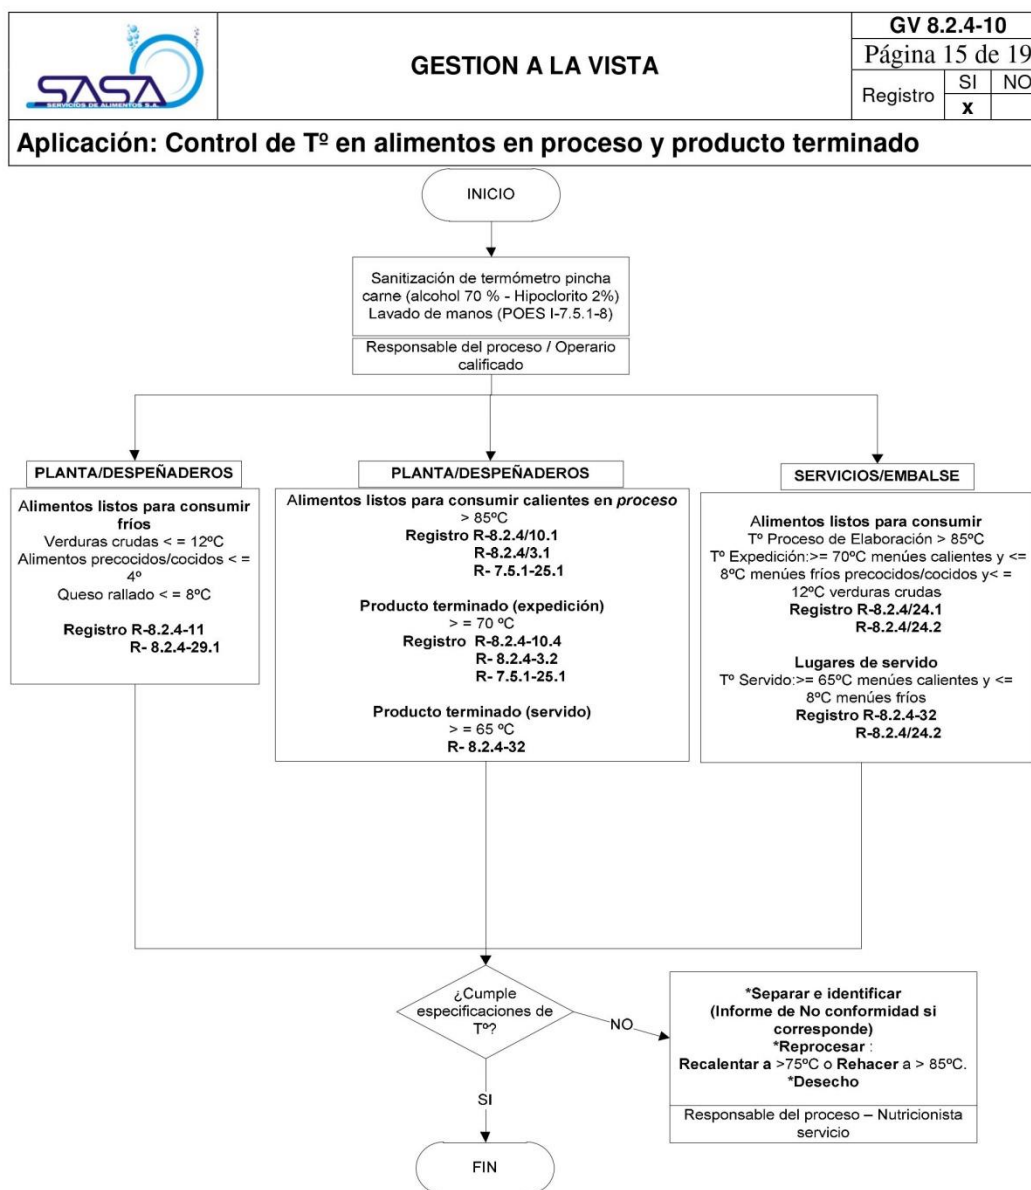 SASA
SERVICIOS DE ALIMENTOS S.A.
GESTION A LA VISTA
GV 8.2.4-10
Página 15 de 19
Registro
SI
NO
x
Aplicación: Control de Tº en alimentos en proceso y producto terminado
INICIO
Sanitización de termómetro pincha
carne (alcohol 70 % - Hipoclorito 2%)
Lavado de manos (POES I-7.5.1-8)
Responsable del proceso / Operario
calificado
PLANTA/DESPEÑADEROS
Alimentos listos para consumir
fríos
Verduras crudas < = 12ºC
Alimentos precocidos/cocidos < =
4º
Queso rallado < = 8ºC
Registro R-8.2.4-11
R- 8.2.4-29.1
PLANTA/DESPEÑADEROS
Alimentos listos para consumir calientes en proceso
> 85ºC
Registro R-8.2.4/10.1
R-8.2.4/3.1
R- 7.5.1-25.1
Producto terminado (expedición)
> = 70 ºC
Registro R-8.2.4-10.4
R- 8.2.4-3.2
R- 7.5.1-25.1
Producto terminado (servido)
> = 65 ºC
R- 8.2.4-32
SERVICIOS/EMBALSE
Alimentos listos para consumir
Tº Proceso de Elaboración > 85ºC
Tº Expedición:>= 70ºC menúes calientes y <=
8ºC menúes fríos precocidos/cocidos y< =
12ºC verduras crudas
Registro R-8.2.4/24.1
R-8.2.4/24.2
Lugares de servido
Tº Servido:>= 65ºC menúes calientes y <=
8ºC menúes fríos
Registro R-8.2.4-32
R-8.2.4/24.2
¿Cumple
especificaciones de
Tº?
NO
*Separar e identificar
(Informe de No conformidad si
corresponde)
*Reprocesar :
Recalentar a >75ºC o Rehacer a > 85ºC.
*Desecho
Responsable del proceso – Nutricionista
servicio
SI
FIN